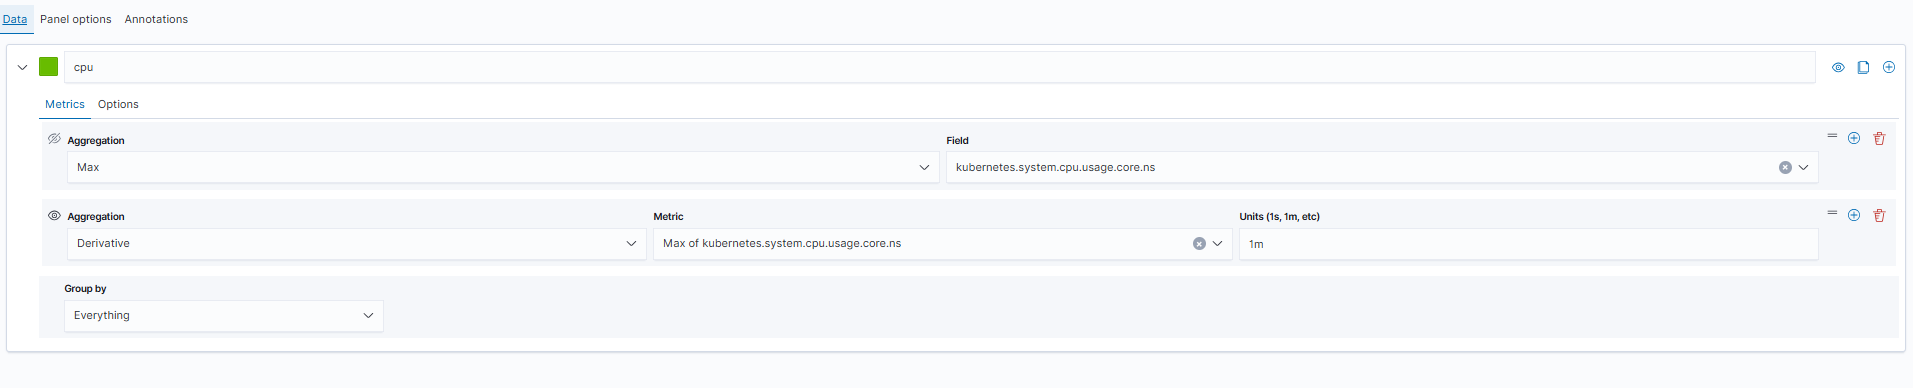 Data Panel options Annotations
cpu
Metrics Options
Aggregation Field
Max kubernetes.system.cpu.usage.core.ns
Aggregation Metric Units (1s, 1m, etc)
Derivative Max of kubernetes.system.cpu.usage.core.ns 1m
Group by
Everything